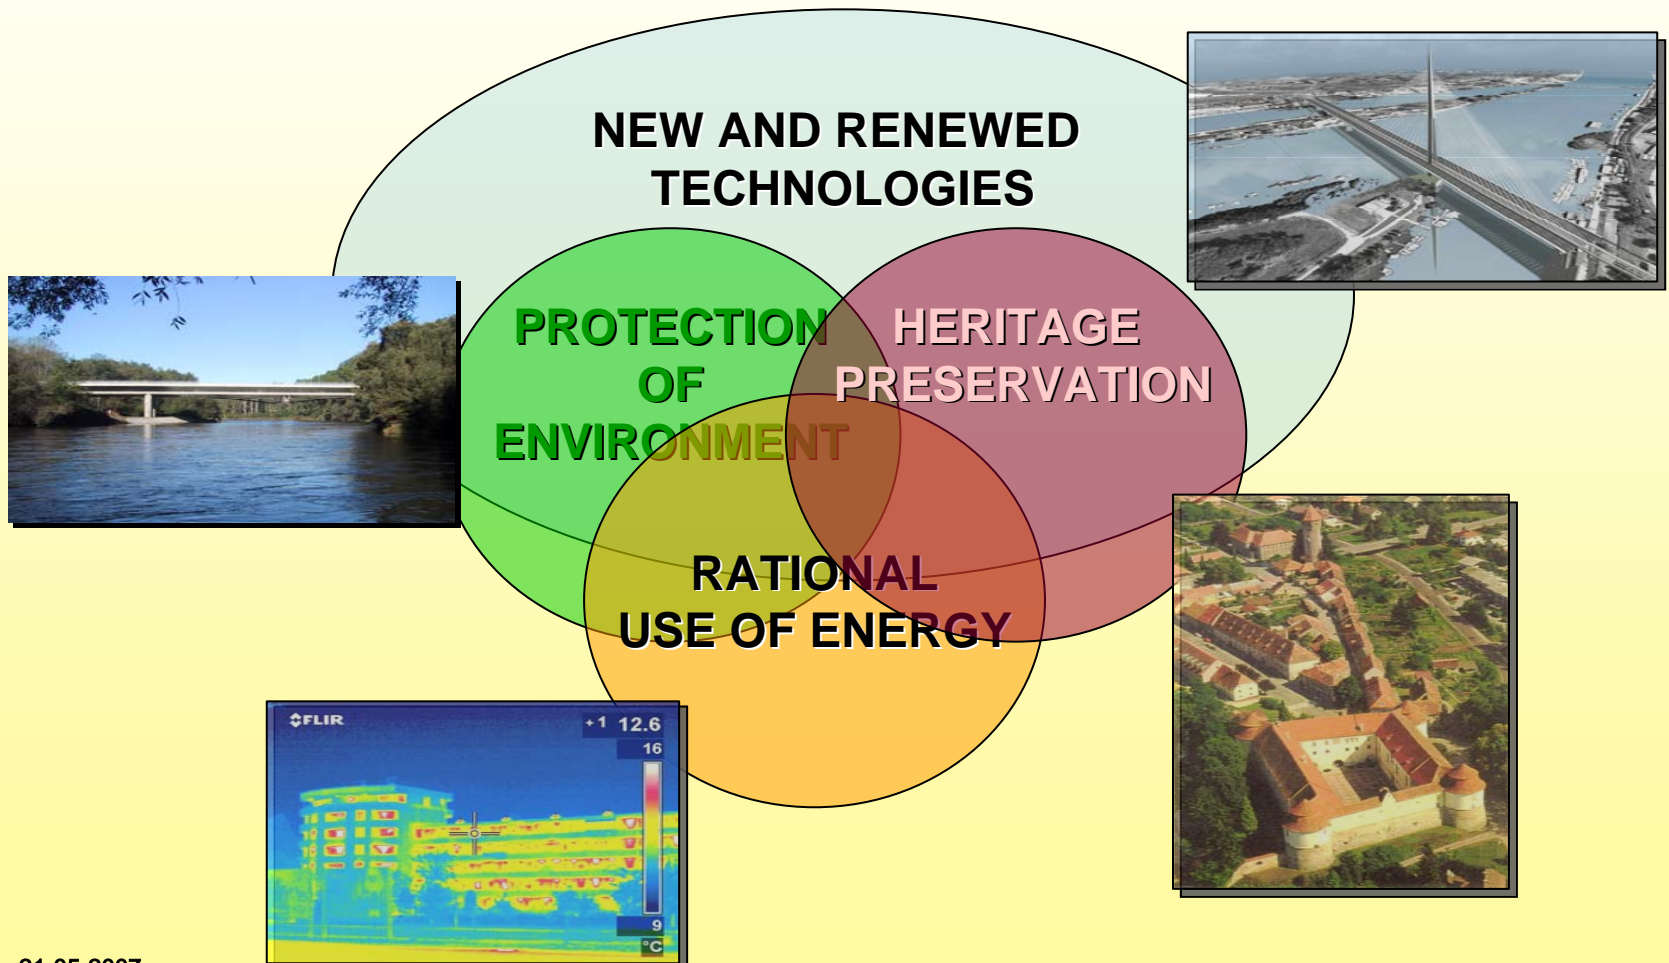 NEW AND RENEWED
TECHNOLOGIES
PROTECTION
OF
ENVIRONMENT
HERITAGE
PRESERVATION
RATIONAL
USE OF ENERGY
FLIR
+1 12.6
16
9
°C